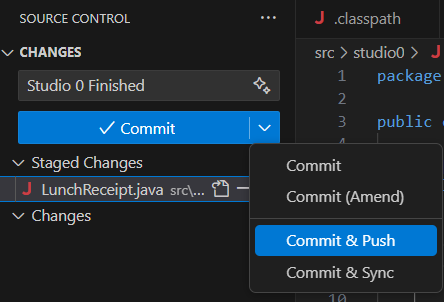 SOURCE CONTROL
CHANGES
Studio 0 Finished
Commit
Staged Changes
LunchReceipt.java src\...
Changes
.classpath
src > studio0 >
1 package
2
3 public
Commit
Commit (Amend)
Commit & Push
Commit & Sync
10